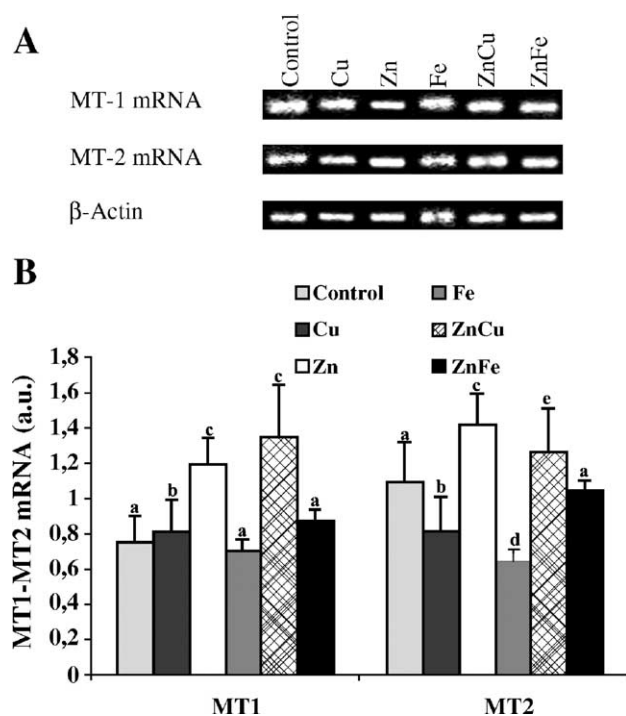 A
Control
Cu
Zn
Fe
ZnCu
ZnFe
MT-1 mRNA
MT-2 mRNA
β-Actin
B
Control
Fe
Cu
ZnCu
Zn
ZnFe
MT1-MT2 mRNA (a.u.)
1,8
1,6
1,4
1,2
1
0,8
0,6
0,4
0,2
0
a
b
c
a
c
a
a
b
c
d
e
a
MT1
MT2